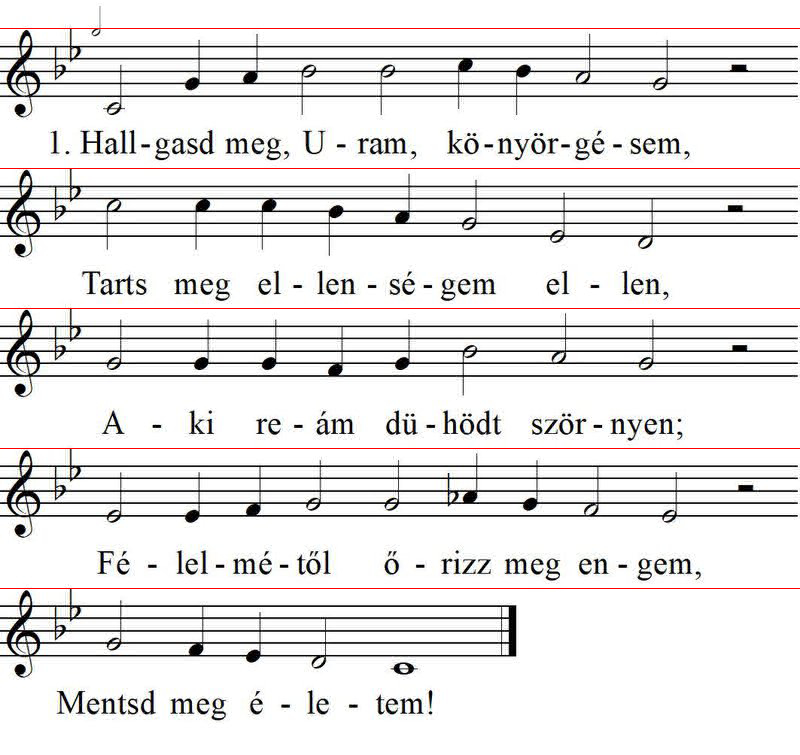 1. Hall-gasd meg, U - ram, kö-nyör-gé - sem,
Tarts meg el - len - sé - gem el - len,
A - ki re - ám dü - hödt ször - nyen;
Fé - lel - mé - től ő - rizz meg en - gem,
Mentsd meg é - le - tem!